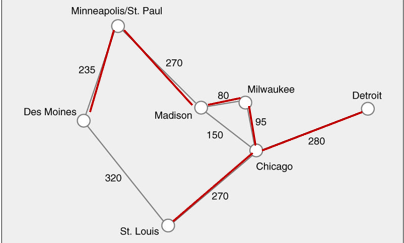 Minneapolis/St. Paul
235
270
Des Moines
80
Milwaukee
Detroit
Madison
95
150
280
Chicago
320
270
St. Louis